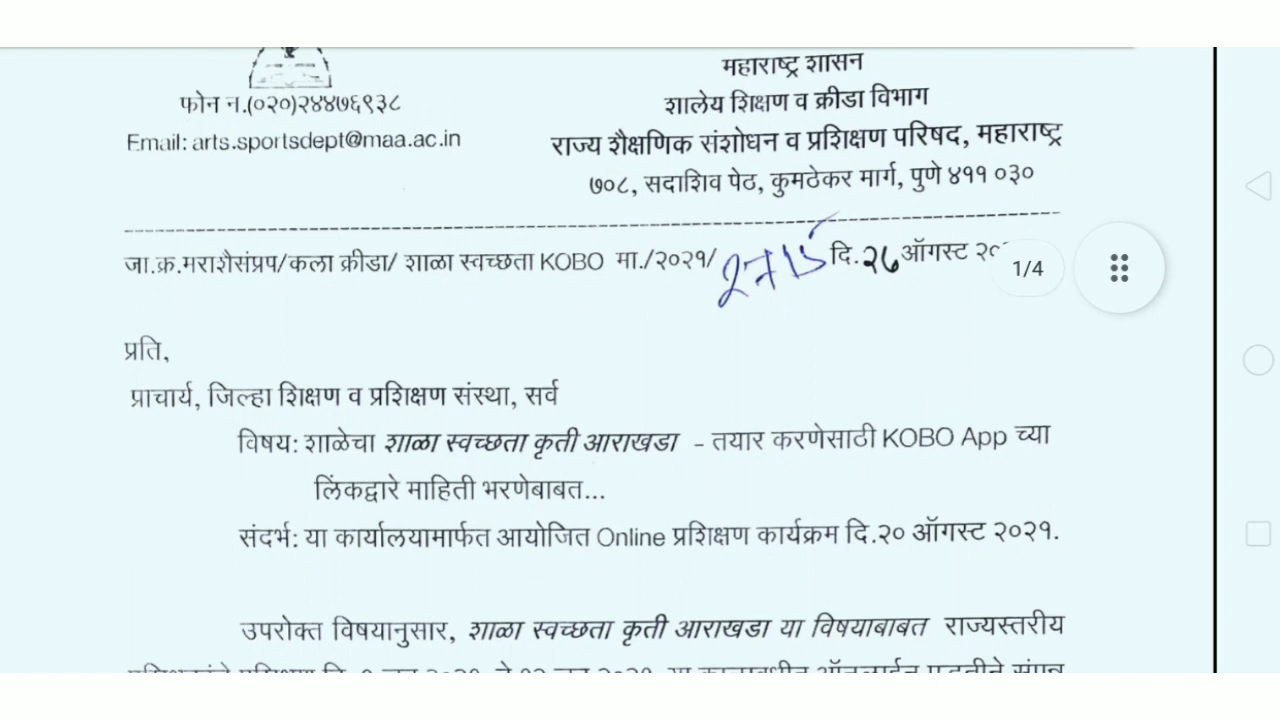 महाराष्ट्र शासन
फोन न.(०२०)२४४७६९३८
शालेय शिक्षण व क्रीडा विभाग
Email: arts.sportsdept@maa.ac.in
राज्य शैक्षणिक संशोधन व प्रशिक्षण परिषद, महाराष्ट्र
७०८, सदाशिव पेठ, कुमठेकर मार्ग, पुणे ४११ ०३०
जा.क्र.मराशैसंप्रप/कला क्रीडा/ शाळा स्वच्छता KOBO मा./२०२१/ 2715 दि.२६ ऑगस्ट
1/4
प्रति,
प्राचार्य, जिल्हा शिक्षण व प्रशिक्षण संस्था, सर्व
विषय: शाळेचा शाळा स्वच्छता कृती आराखडा - तयार करणेसाठी KOBO App च्या
लिंकद्वारे माहिती भरणेबाबत...
संदर्भ: या कार्यालयामार्फत आयोजित Online प्रशिक्षण कार्यक्रम दि.२० ऑगस्ट २०२१.
उपरोक्त विषयानुसार, शाळा स्वच्छता कृती आराखडा या विषयाबाबत राज्यस्तरीय